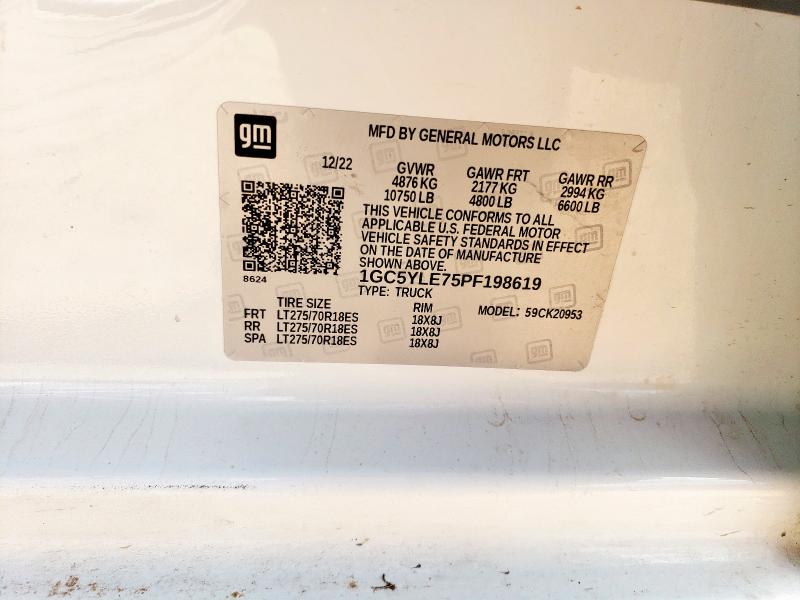 gm
MFD BY GENERAL MOTORS LLC
12/22
GVWR
4876 KG
10750 LB
GAWR FRT
2177 KG
4800 LB
GAWR RR
2994 KG
6600 LB
THIS VEHICLE CONFORMS TO ALL
APPLICABLE U.S. FEDERAL MOTOR
VEHICLE SAFETY STANDARDS IN EFFECT
ON THE DATE OF MANUFACTURE
SHOWN ABOVE.
8624
1GC5YLE75PF198619
TYPE: TRUCK
MODEL: 59CK20953
TIRE SIZE RIM
FRT LT275/70R18ES 18X8J
RR LT275/70R18ES 18X8J
SPA LT275/70R18ES 18X8J